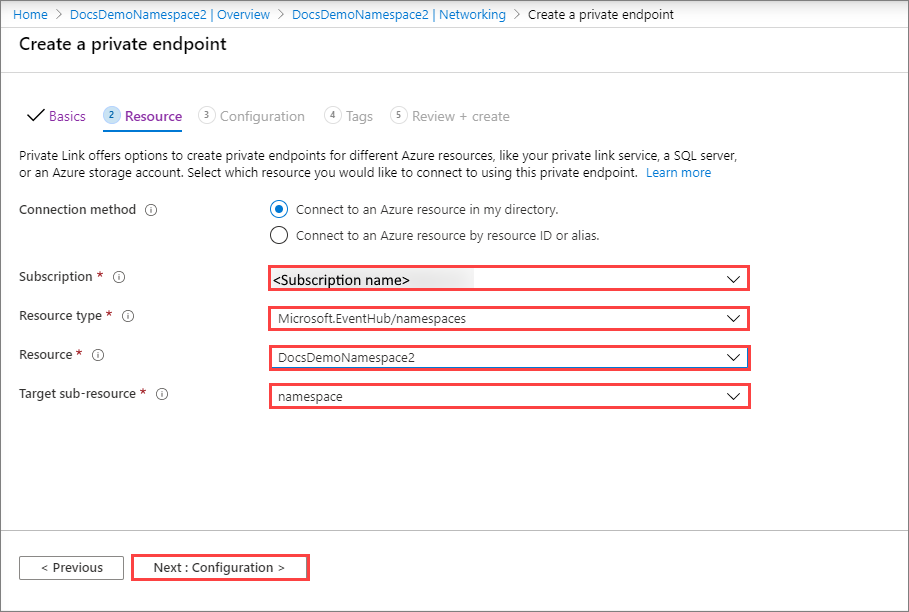 Home > DocsDemoNamespace2 | Overview > DocsDemoNamespace2 | Networking > Create a private endpoint
Create a private endpoint
Basics 2 Resource 3 Configuration 4 Tags 5 Review + create
Private Link offers options to create private endpoints for different Azure resources, like your private link service, a SQL server,
or an Azure storage account. Select which resource you would like to connect to using this private endpoint. Learn more
Connection method Connect to an Azure resource in my directory.
Connect to an Azure resource by resource ID or alias.
Subscription * <Subscription name>
Resource type * Microsoft.EventHub/namespaces
Resource * DocsDemoNamespace2
Target sub-resource * namespace
< Previous Next : Configuration >